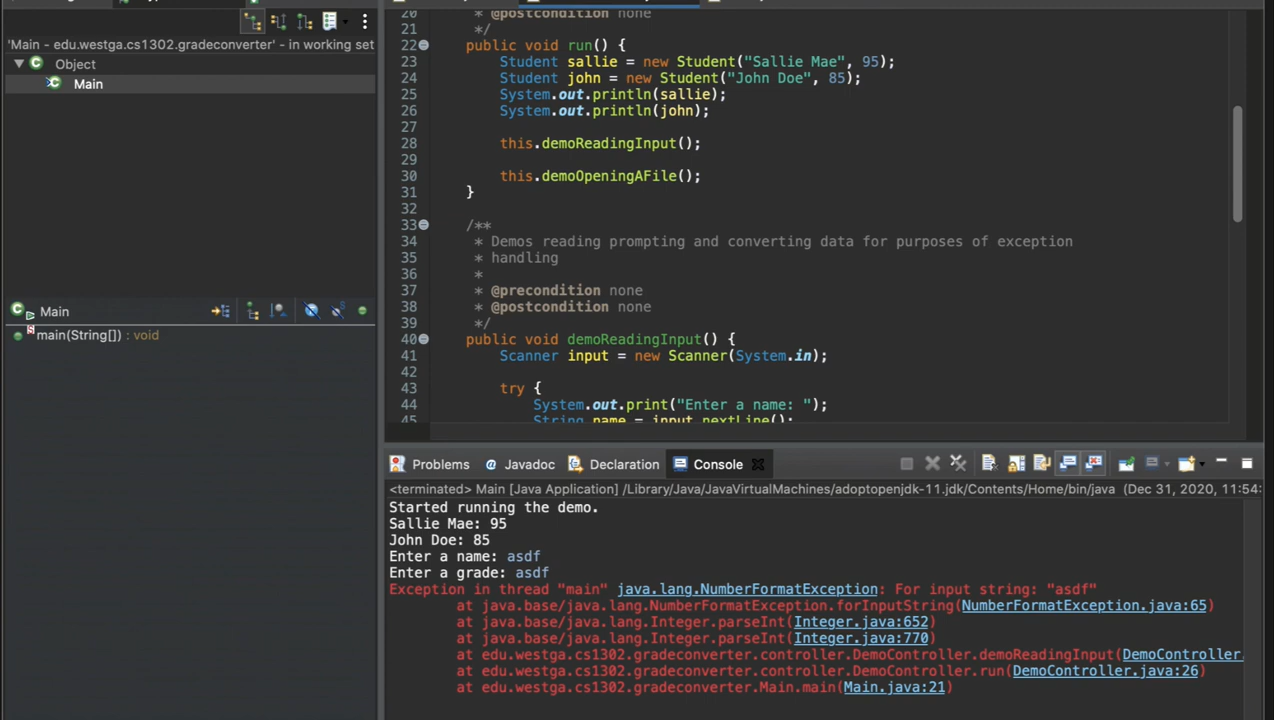 'Main - edu.westga.cs1302.gradeconverter' - in working set
Object
Main
Main
main(String[]) : void
20 * @postcondition none
21 */
22 public void run() {
23 Student sallie = new Student("Sallie Mae", 95);
24 Student john = new Student("John Doe", 85);
25 System.out.println(sallie);
26 System.out.println(john);
27
28 this.demoReadingInput();
29
30 this.demoOpeningAFile();
31 }
32
33 /**
34 * Demos reading prompting and converting data for purposes of exception
35 * handling
36 *
37 * @precondition none
38 * @postcondition none
39 */
40 public void demoReadingInput() {
41 Scanner input = new Scanner(System.in);
42
43 try {
44 System.out.print("Enter a name: ");
45 String name = input.nextLine();
Problems @ Javadoc Declaration Console
<terminated> Main [Java Application] /Library/Java/JavaVirtualMachines/adoptopenjdk-11.jdk/Contents/Home/bin/java (Dec 31, 2020, 11:54:
Started running the demo.
Sallie Mae: 95
John Doe: 85
Enter a name: asdf
Enter a grade: asdf
Exception in thread "main" java.lang.NumberFormatException: For input string: "asdf"
at java.base/java.lang.NumberFormatException.forInputString(NumberFormatException.java:65)
at java.base/java.lang.Integer.parseInt(Integer.java:652)
at java.base/java.lang.Integer.parseInt(Integer.java:770)
at edu.westga.cs1302.gradeconverter.controller.DemoController.demoReadingInput(DemoController.
at edu.westga.cs1302.gradeconverter.controller.DemoController.run(DemoController.java:26)
at edu.westga.cs1302.gradeconverter.Main.main(Main.java:21)